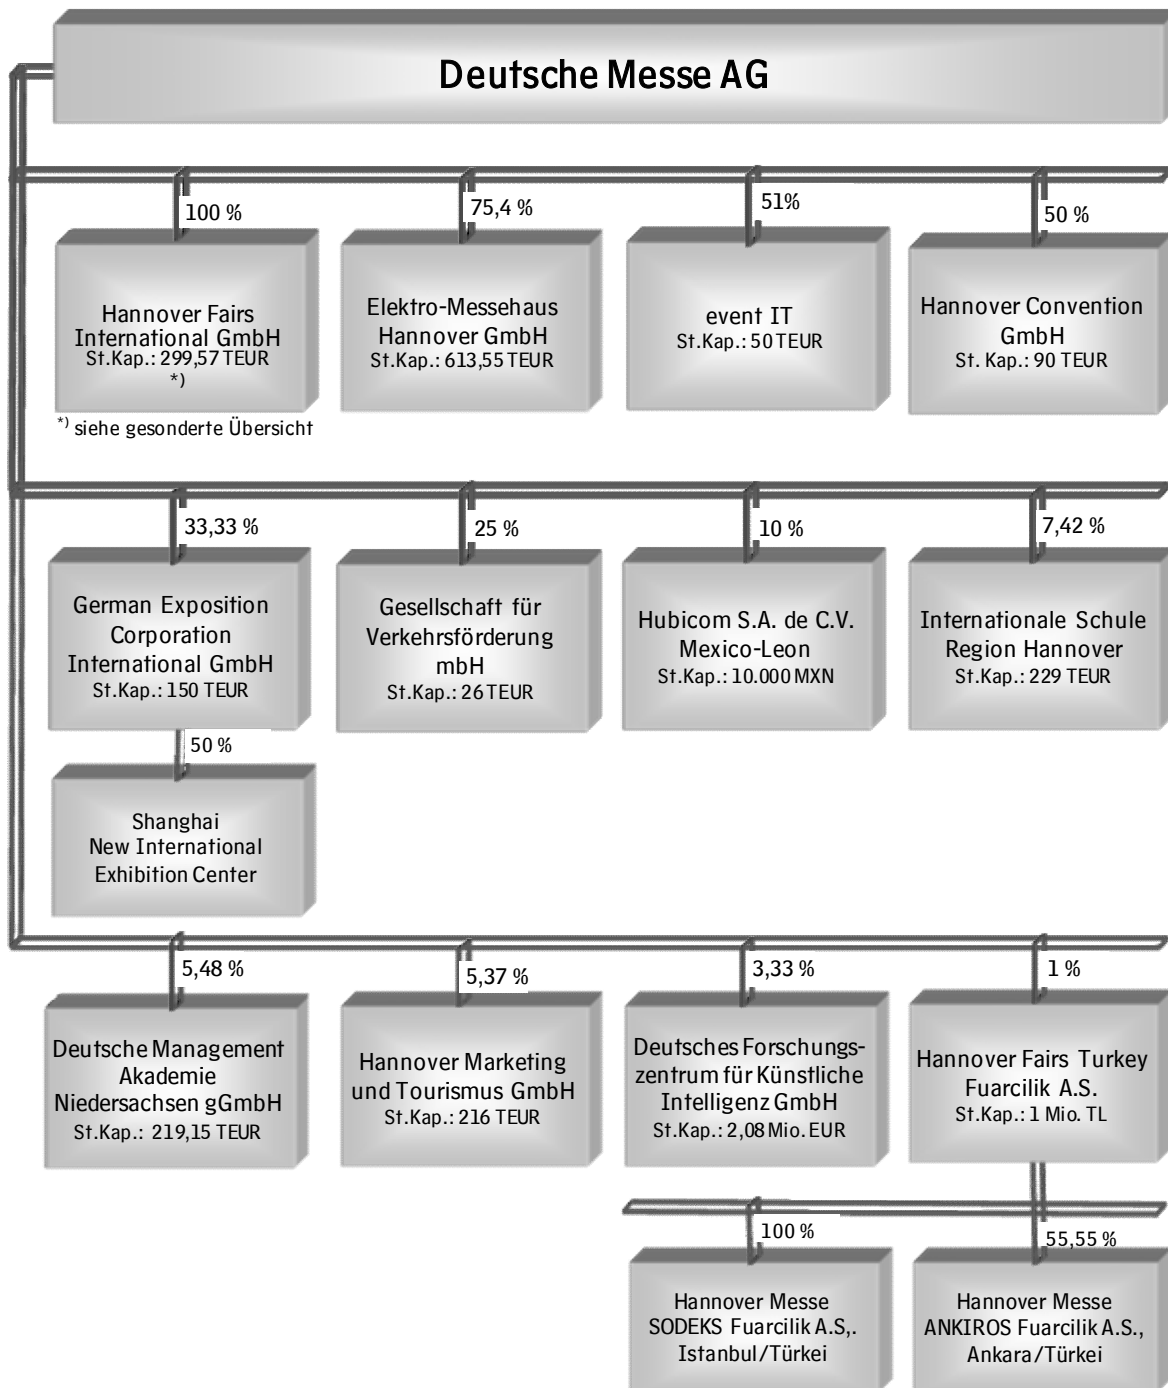 Deutsche Messe AG
100 %
75,4 %
51%
50 %
Hannover Fairs
International GmbH
St.Kap.: 299,57 TEUR
*)
Elektro-Messehaus
Hannover GmbH
St.Kap.: 613,55 TEUR
event IT
St.Kap.: 50 TEUR
Hannover Convention
GmbH
St. Kap.: 90 TEUR
*) siehe gesonderte Übersicht
33,33 %
25 %
10 %
7,42 %
German Exposition
Corporation
International GmbH
St.Kap.: 150 TEUR
Gesellschaft für
Verkehrsförderung
mbH
St.Kap.: 26 TEUR
Hubicom S.A. de C.V.
Mexico-Leon
St.Kap.: 10.000 MXN
Internationale Schule
Region Hannover
St.Kap.: 229 TEUR
50 %
Shanghai
New International
Exhibition Center
5,48 %
5,37 %
3,33 %
1 %
Deutsche Management
Akademie
Niedersachsen gGmbH
St.Kap.: 219,15 TEUR
Hannover Marketing
und Tourismus GmbH
St.Kap.: 216 TEUR
Deutsches Forschungs-
zentrum für Künstliche
Intelligenz GmbH
St.Kap.: 2,08 Mio. EUR
Hannover Fairs Turkey
Fuarcilik A.S.
St.Kap.: 1 Mio. TL
100 %
55,55 %
Hannover Messe
SODEKS Fuarcilik A.S,.
Istanbul/Türkei
Hannover Messe
ANKIROS Fuarcilik A.S.,
Ankara/Türkei